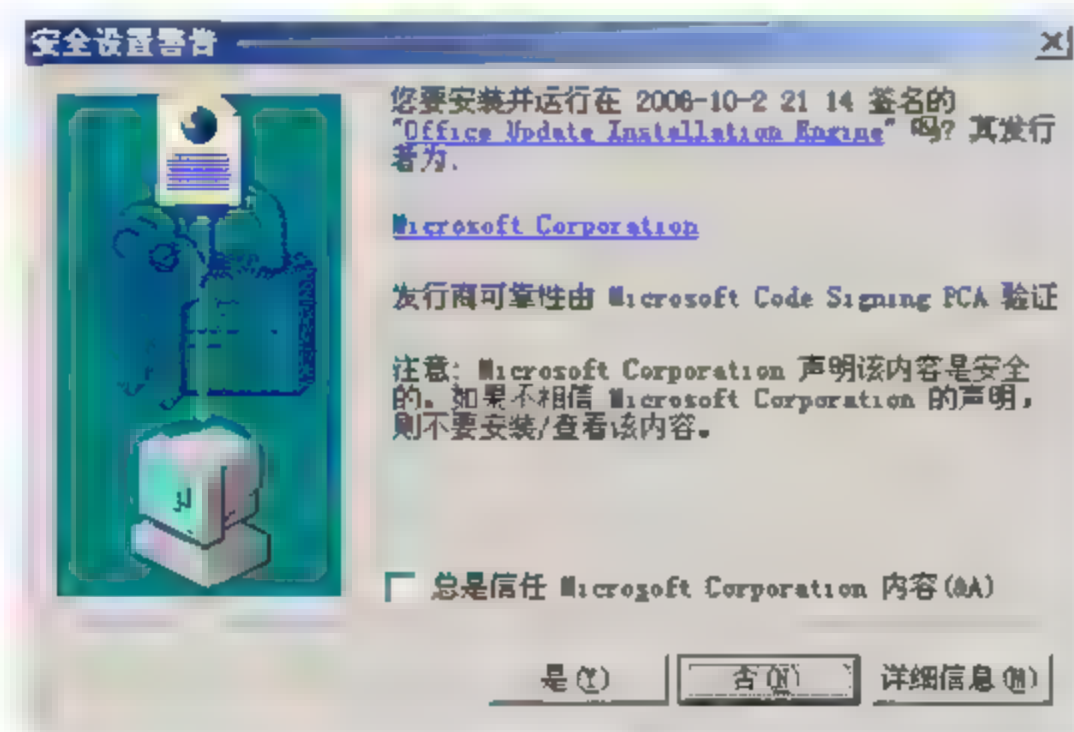 安全设置警告
您要安装并运行在 2006-10-2 21 14 签名的
"Office Update Installation Engine" 吗? 其发行
者为.
Microsoft Corporation
发行商可靠性由 Microsoft Code Signing PCA 验证
注意: Microsoft Corporation 声明该内容是安全
的。如果不相信 Microsoft Corporation 的声明,
则不要安装/查看该内容。
总是信任 Microsoft Corporation 内容(&A)
是(Y) 否(N) 详细信息(M)